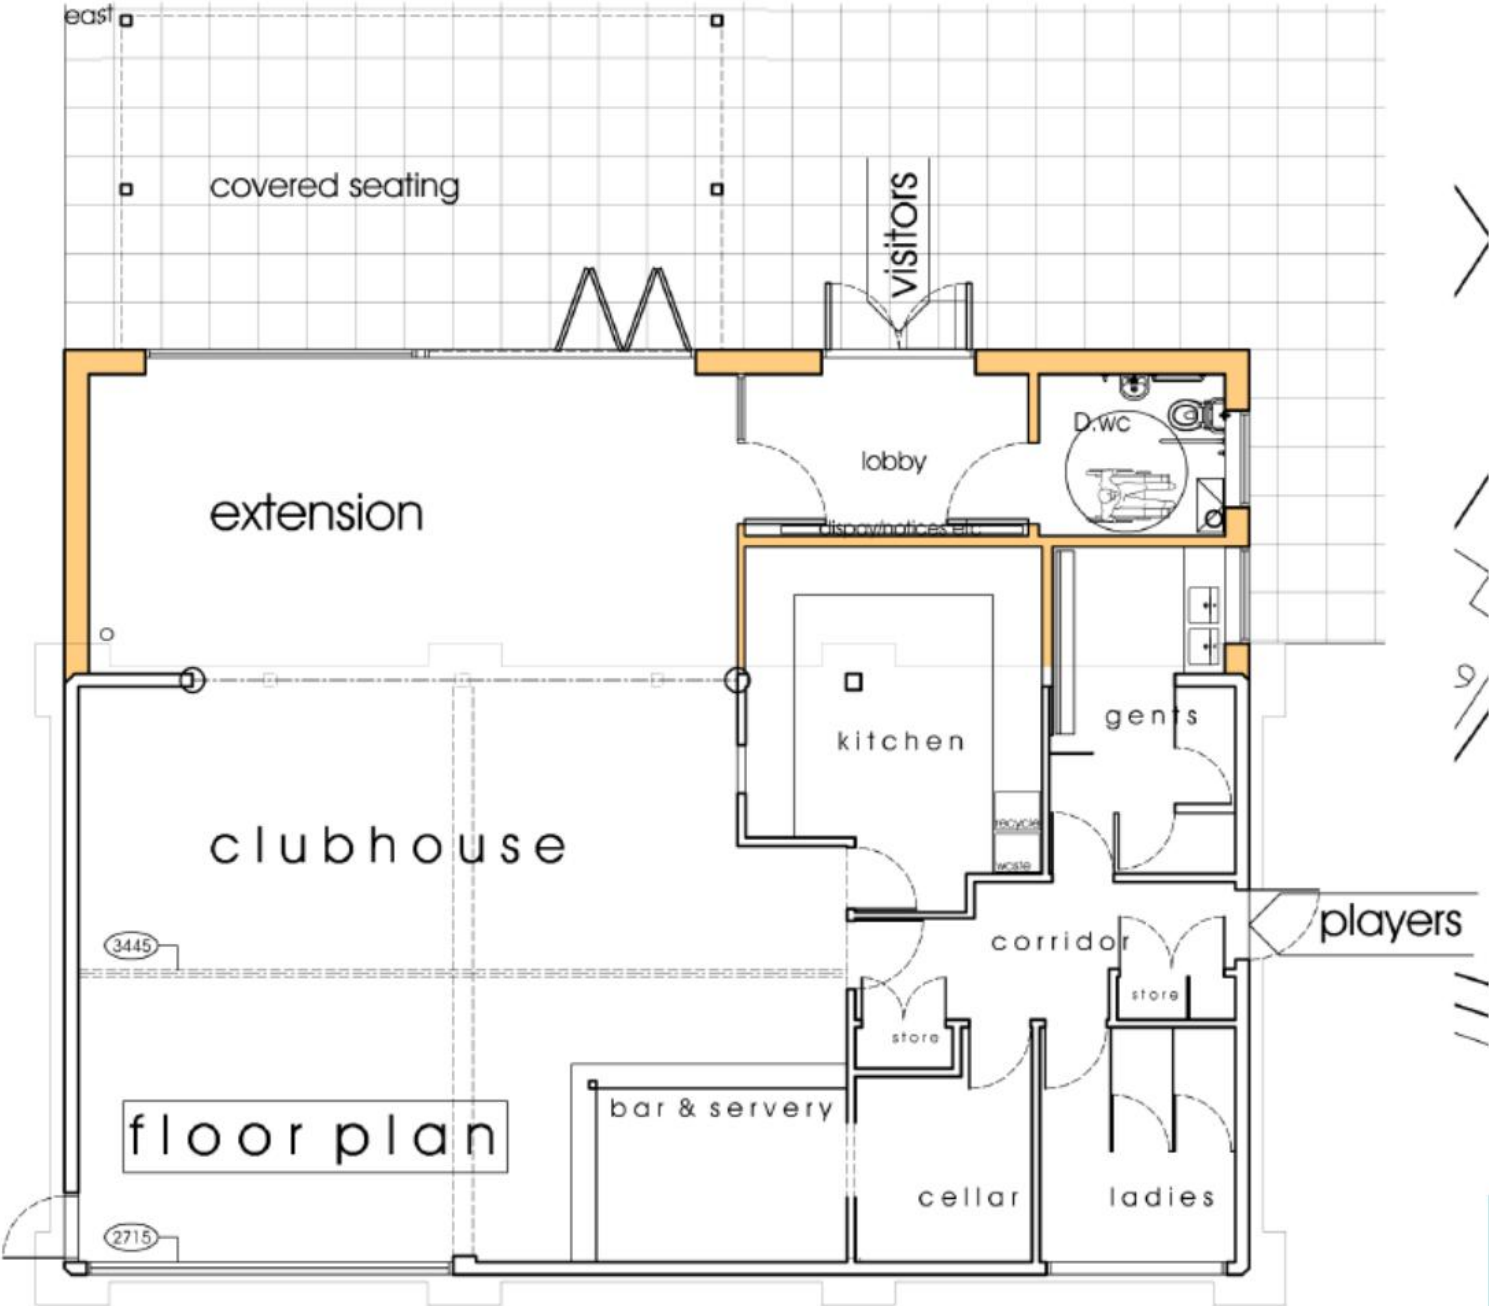 east
covered seating
visitors
D.wc
lobby
extension
dispay/notices etc
gents
kitchen
recycle
waste
clubhouse
players
3445
corridor
store
store
bar & servery
floor plan
cellar
ladies
2715